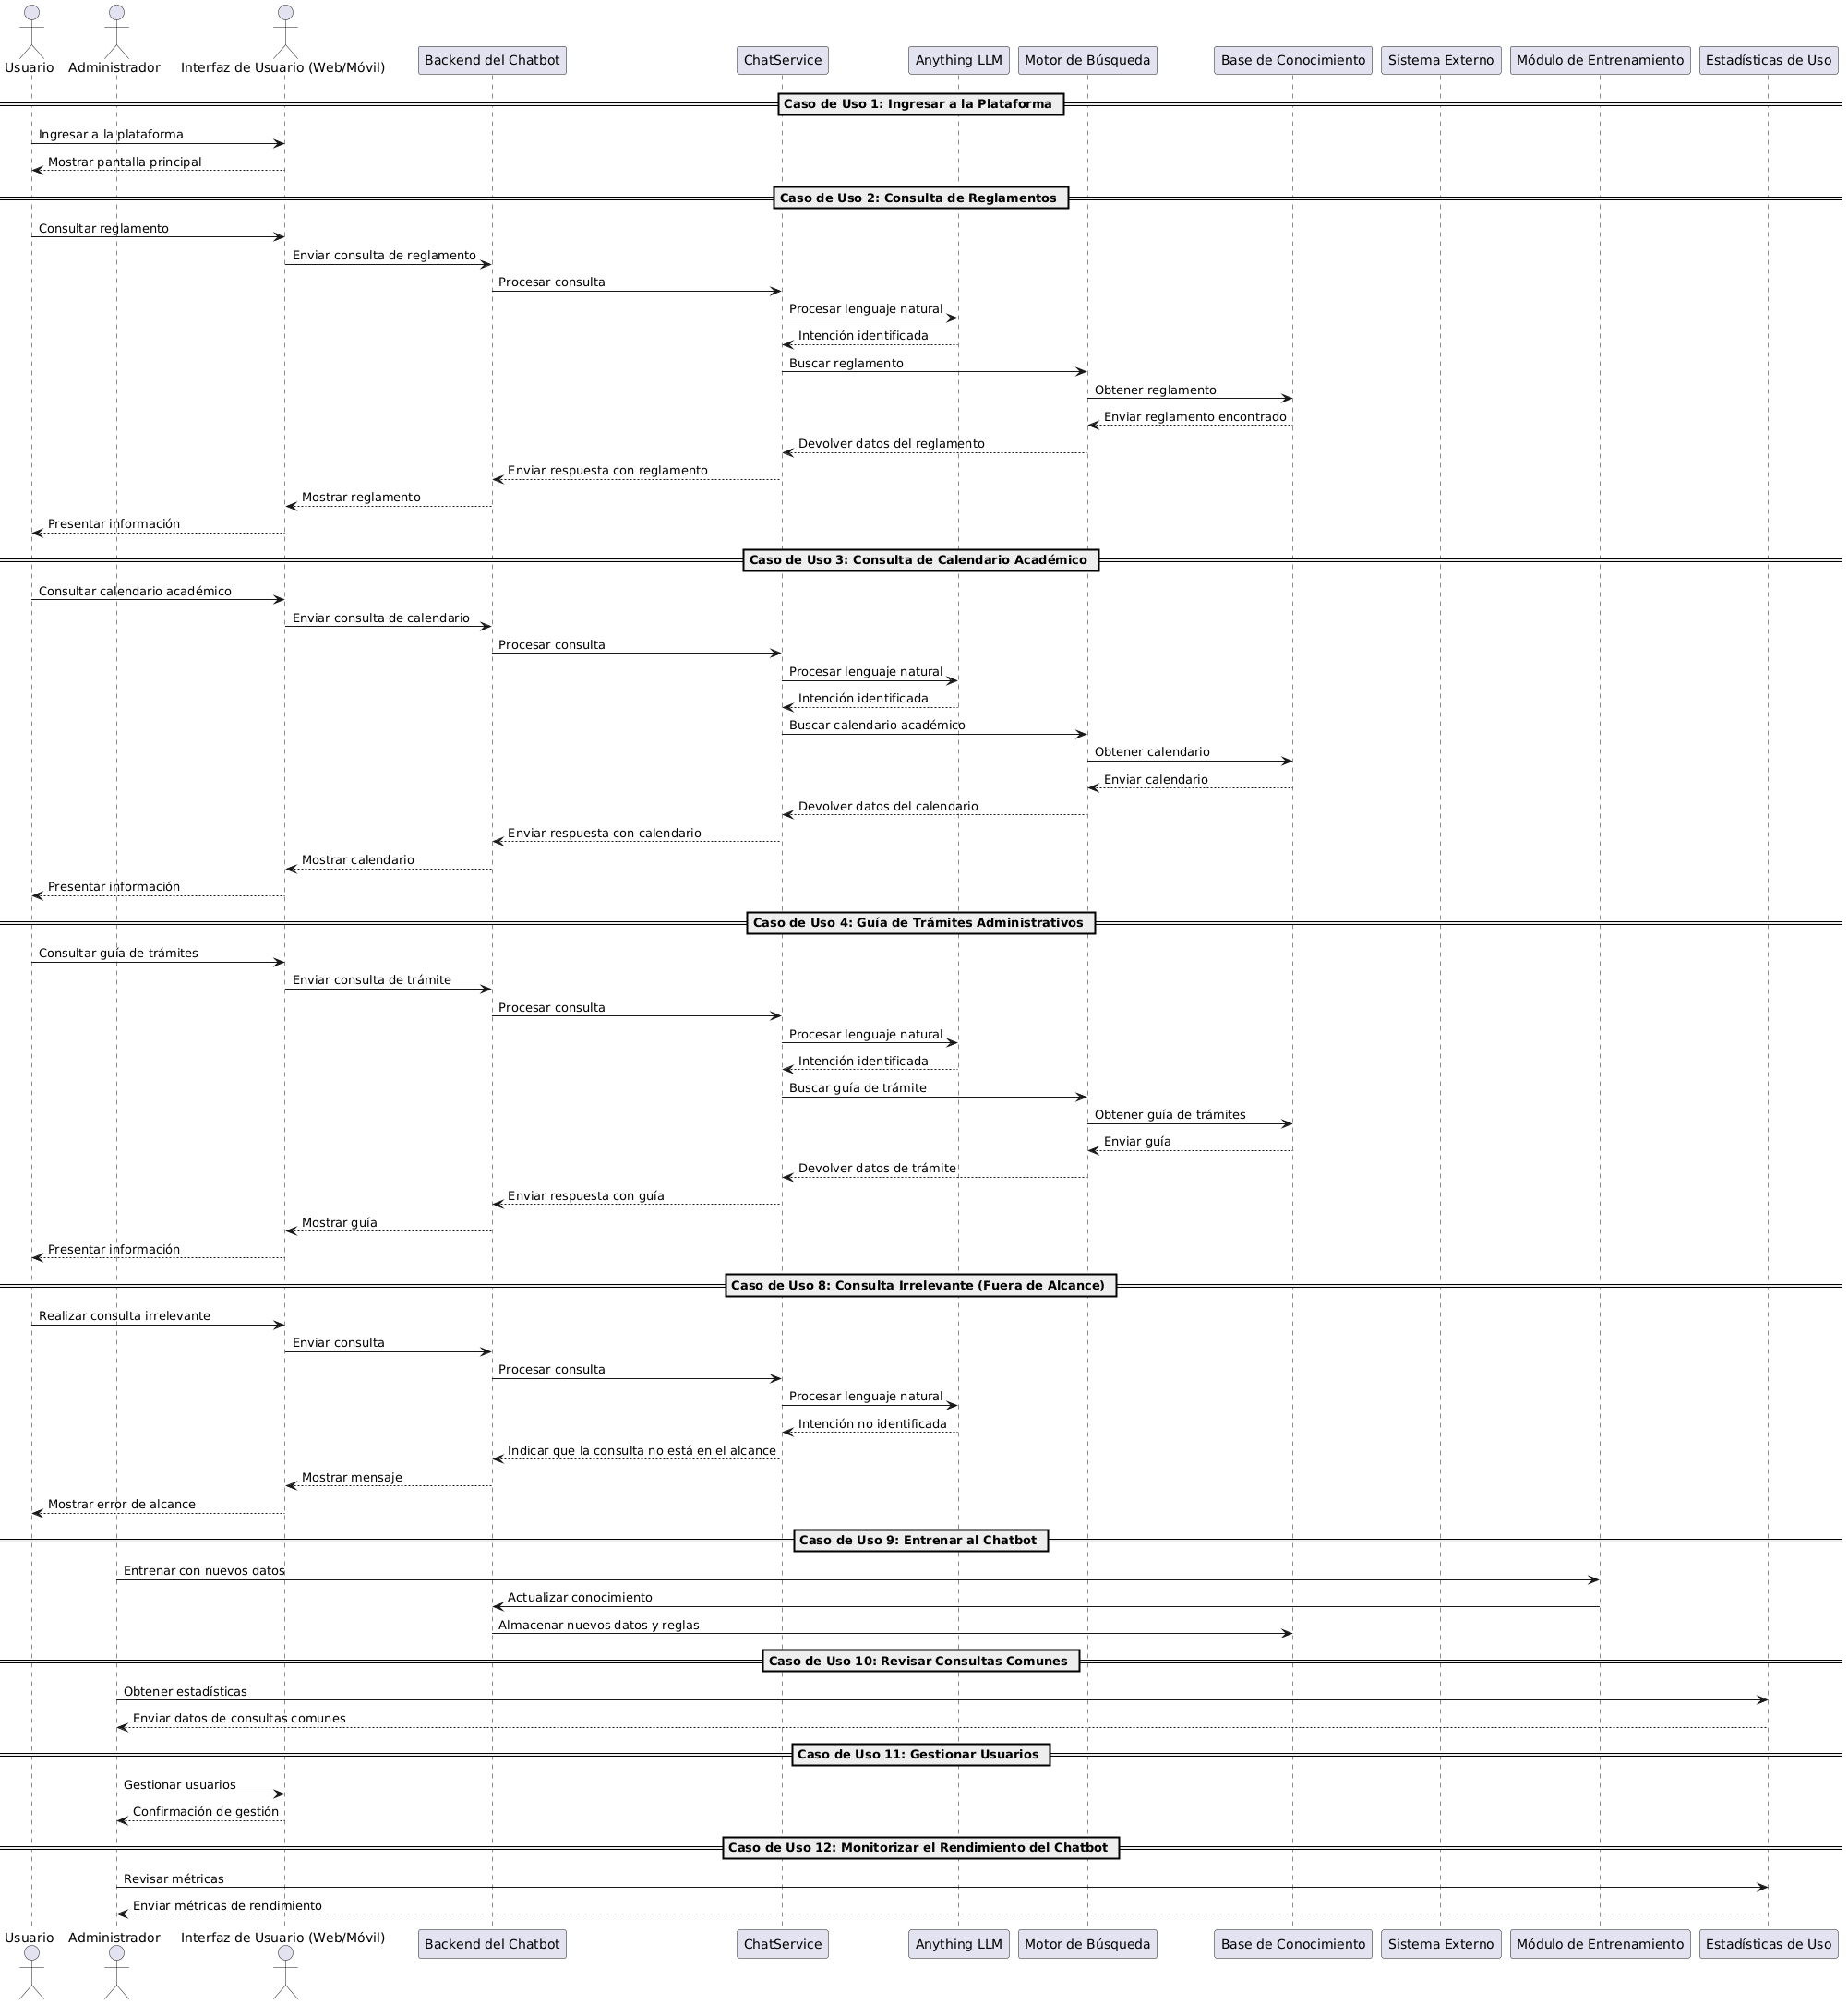 Usuario
Administrador
Interfaz de Usuario (Web/Móvil)
Backend del Chatbot
ChatService
Anything LLM
Motor de Búsqueda
Base de Conocimiento
Sistema Externo
Módulo de Entrenamiento
Estadísticas de Uso
Caso de Uso 1: Ingresar a la Plataforma
Ingresar a la plataforma
Mostrar pantalla principal
Caso de Uso 2: Consulta de Reglamentos
Consultar reglamento
Enviar consulta de reglamento
Procesar consulta
Procesar lenguaje natural
Intención identificada
Buscar reglamento
Obtener reglamento
Enviar reglamento encontrado
Devolver datos del reglamento
Enviar respuesta con reglamento
Mostrar reglamento
Presentar información
Caso de Uso 3: Consulta de Calendario Académico
Consultar calendario académico
Enviar consulta de calendario
Procesar consulta
Procesar lenguaje natural
Intención identificada
Buscar calendario académico
Obtener calendario
Enviar calendario
Devolver datos del calendario
Enviar respuesta con calendario
Mostrar calendario
Presentar información
Caso de Uso 4: Guía de Trámites Administrativos
Consultar guía de trámites
Enviar consulta de trámite
Procesar consulta
Procesar lenguaje natural
Intención identificada
Buscar guía de trámite
Obtener guía de trámites
Enviar guía
Devolver datos de trámite
Enviar respuesta con guía
Mostrar guía
Presentar información
Caso de Uso 8: Consulta Irrelevante (Fuera de Alcance)
Realizar consulta irrelevante
Enviar consulta
Procesar consulta
Procesar lenguaje natural
Intención no identificada
Indicar que la consulta no está en el alcance
Mostrar mensaje
Mostrar error de alcance
Caso de Uso 9: Entrenar al Chatbot
Entrenar con nuevos datos
Actualizar conocimiento
Almacenar nuevos datos y reglas
Caso de Uso 10: Revisar Consultas Comunes
Obtener estadísticas
Enviar datos de consultas comunes
Caso de Uso 11: Gestionar Usuarios
Gestionar usuarios
Confirmación de gestión
Caso de Uso 12: Monitorizar el Rendimiento del Chatbot
Revisar métricas
Enviar métricas de rendimiento
Usuario
Administrador
Interfaz de Usuario (Web/Móvil)
Backend del Chatbot
ChatService
Anything LLM
Motor de Búsqueda
Base de Conocimiento
Sistema Externo
Módulo de Entrenamiento
Estadísticas de Uso